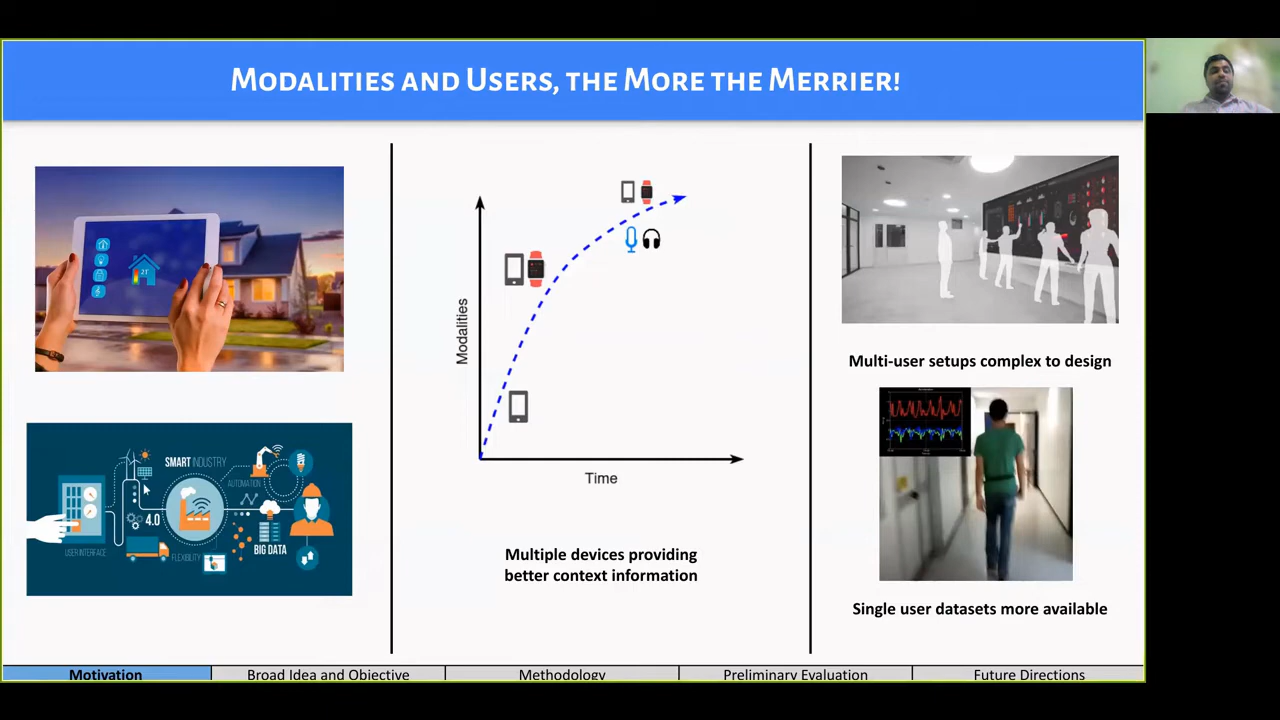 Modalities and Users, the More the Merrier!
21°
SMART INDUSTRY
AUTOMATION
4.0
USER INTERFACE
FLEXIBILITY
BIG DATA
Modalities
Time
Multiple devices providing
better context information
Multi-user setups complex to design
Single user datasets more available
Motivation
Broad Idea and Objective
Methodology
Preliminary Evaluation
Future Directions